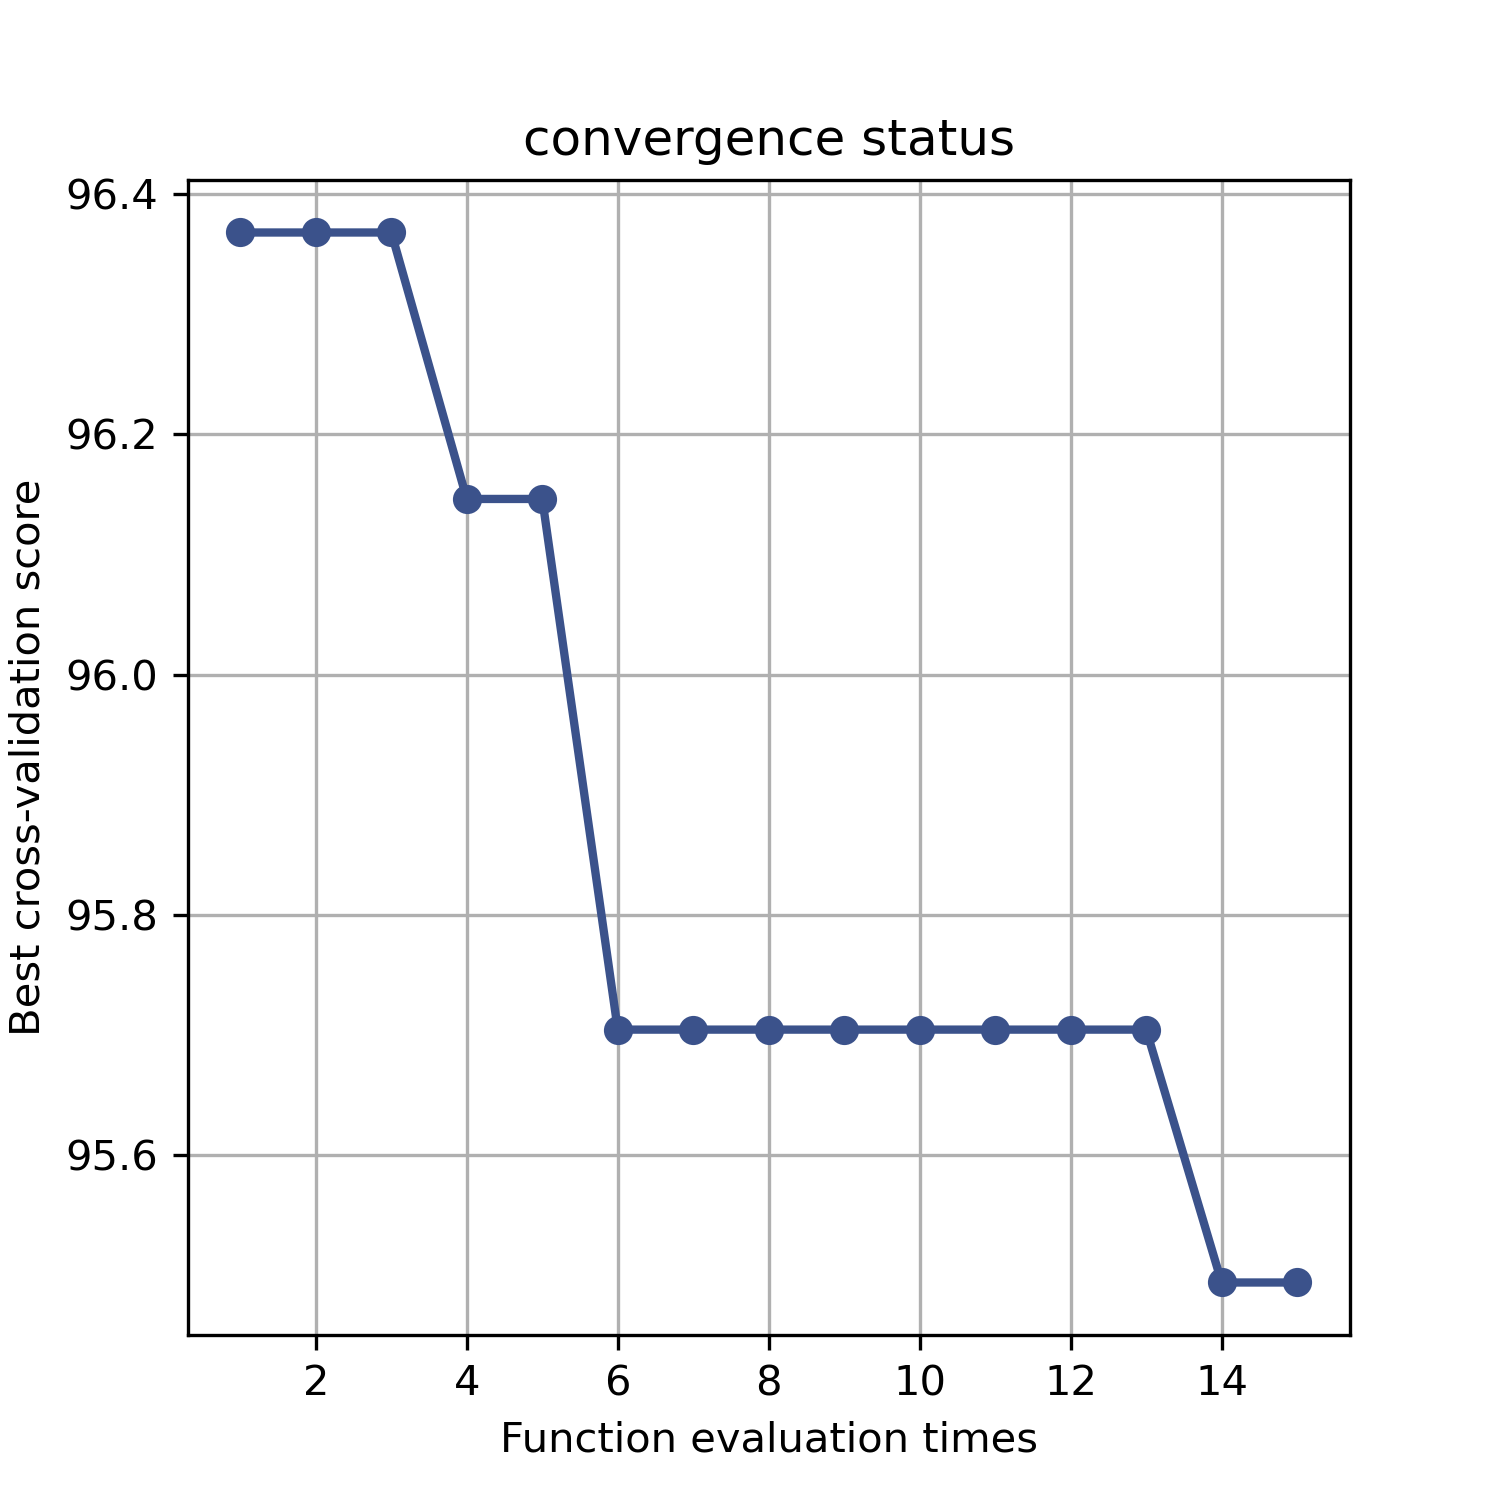 convergence status
96.4
96.2
96.0
95.8
95.6
Best cross-validation score
2 4 6 8 10 12 14
Function evaluation times